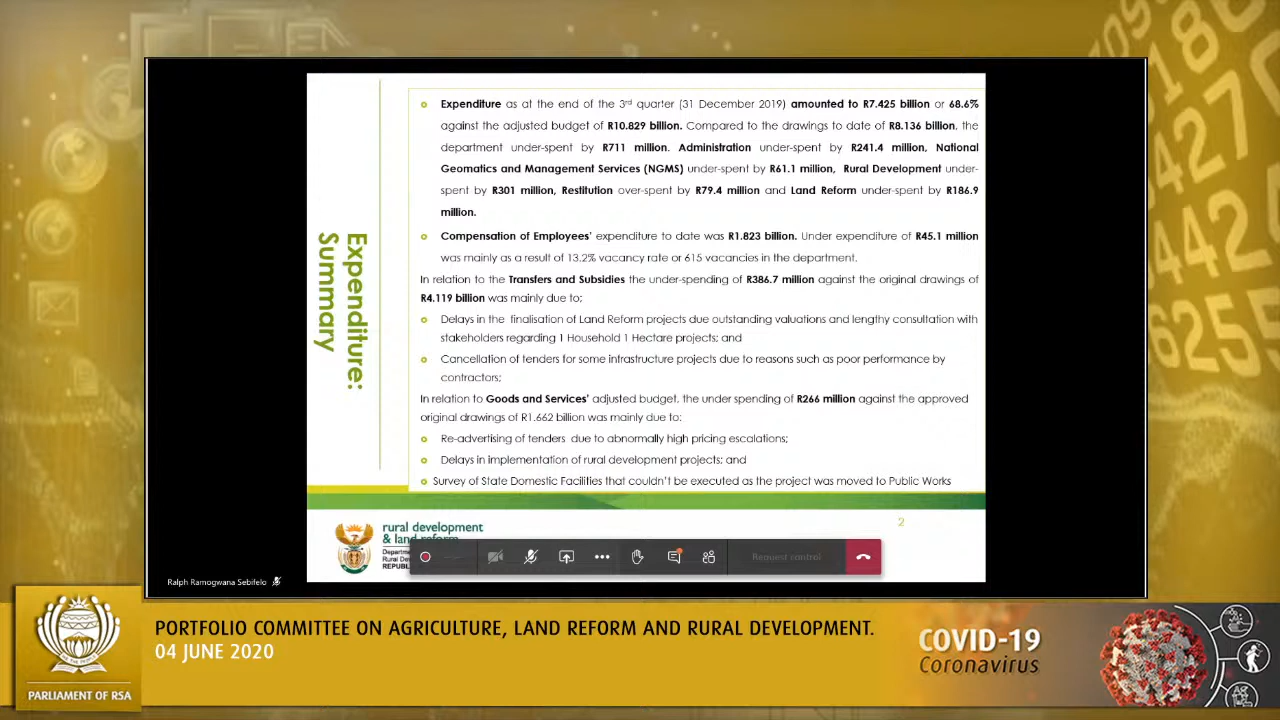 Expenditure:
Summary
Expenditure as at the end of the 3rd quarter (31 December 2019) amounted to R7.425 billion or 68.6%
against the adjusted budget of R10.829 billion. Compared to the drawings to date of R8.136 billion, the
department under-spent by R711 million. Administration under-spent by R241.4 million, National
Geomatics and Management Services (NGMS) under-spent by R61.1 million, Rural Development under-
spent by R301 million, Restitution over-spent by R79.4 million and Land Reform under-spent by R186.9
million.
Compensation of Employees' expenditure to date was R1.823 billion. Under expenditure of R45.1 million
was mainly as a result of 13.2% vacancy rate or 615 vacancies in the department.
In relation to the Transfers and Subsidies the under-spending of R386.7 million against the original drawings of
R4.119 billion was mainly due to;
Delays in the finalisation of Land Reform projects due outstanding valuations and lengthy consultation with
stakeholders regarding 1 Household 1 Hectare projects; and
Cancellation of tenders for some infrastructure projects due to reasons such as poor performance by
contractors;
In relation to Goods and Services' adjusted budget, the under spending of R266 million against the approved
original drawings of R1.662 billion was mainly due to:
Re-advertising of tenders due to abnormally high pricing escalations;
Delays in implementation of rural development projects; and
Survey of State Domestic Facilities that couldn't be executed as the project was moved to Public Works
2
rural development
& land reform
Request control
Ralph Ramogwana Sebifelo
PARLIAMENT OF RSA
PORTFOLIO COMMITTEE ON AGRICULTURE, LAND REFORM AND RURAL DEVELOPMENT.
04 JUNE 2020
COVID-19
Coronavirus